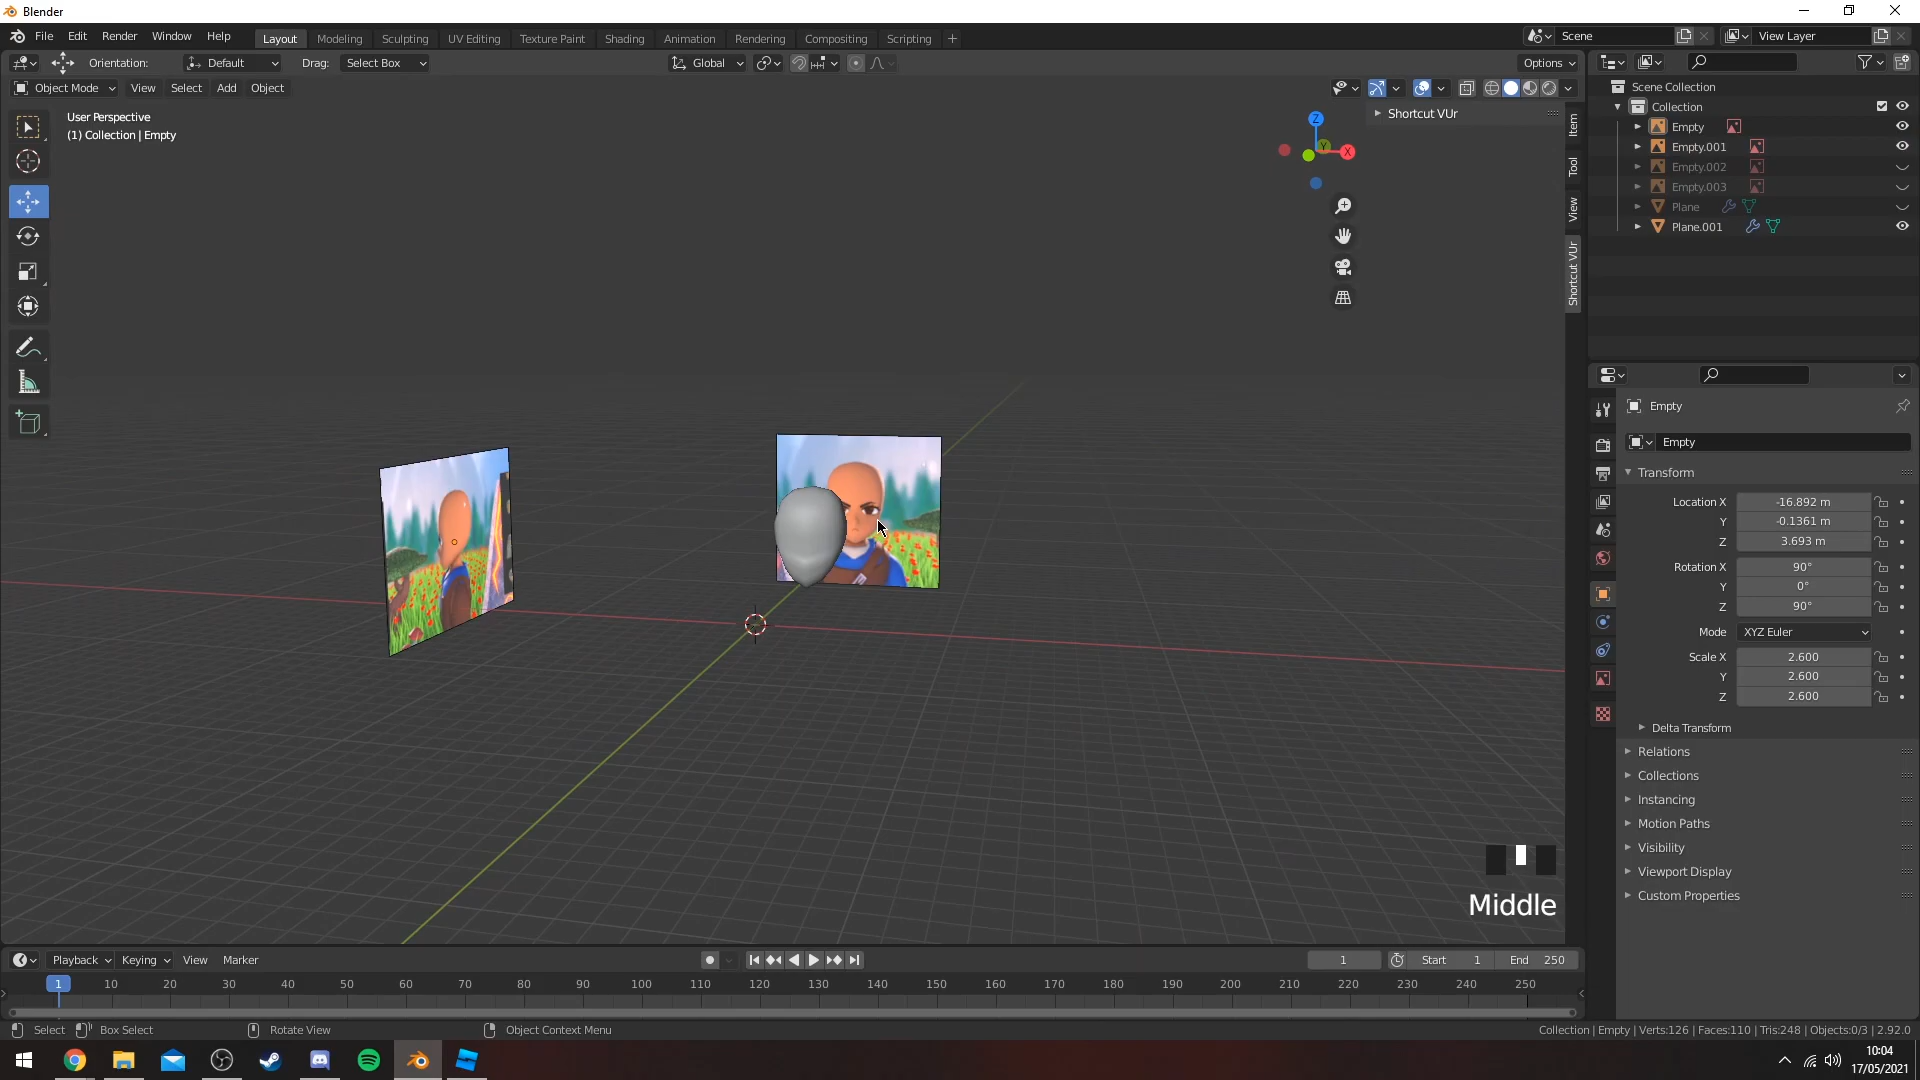 Blender
File Edit Render Window Help Layout Modeling Sculpting UV Editing Texture Paint Shading Animation Rendering Compositing Scripting Scene View Layer
Orientation: Default Drag: Select Box Global Options
Object Mode View Select Add Object
User Perspective
(1) Collection | Empty
Z
Y
X
Shortcut VUr
Item
Tool
View
Shortcut VUr
Scene Collection
Collection
Empty
Empty.001
Empty.002
Empty.003
Plane
Plane.001
Empty
Empty
Transform
Location X -16.892 m
Y -0.1361 m
Z 3.693 m
Rotation X 90°
Y 0°
Z 90°
Mode XYZ Euler
Scale X 2.600
Y 2.600
Z 2.600
Delta Transform
Relations
Collections
Instancing
Motion Paths
Visibility
Viewport Display
Custom Properties
Middle
Playback Keying View Marker 1 Start 1 End 250
1 10 20 30 40 50 60 70 80 90 100 110 120 130 140 150 160 170 180 190 200 210 220 230 240 250
Select Box Select Rotate View Object Context Menu Collection | Empty | Verts:126 | Faces:110 | Tris:248 | Objects:0/3 | 2.92.0
10:04
17/05/2021